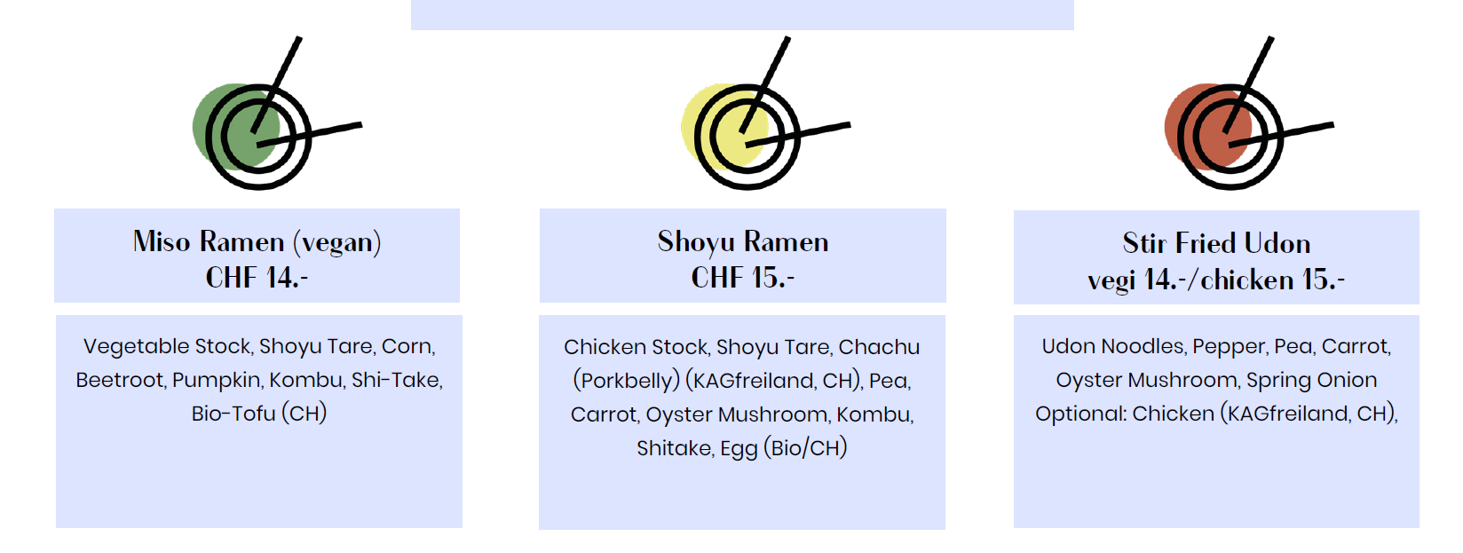 Miso Ramen (vegan)
CHF 14.-
Vegetable Stock, Shoyu Tare, Corn,
Beetroot, Pumpkin, Kombu, Shi-Take,
Bio-Tofu (CH)
Shoyu Ramen
CHF 15.-
Chicken Stock, Shoyu Tare, Chachu
(Porkbelly) (KAGfreiland, CH), Pea,
Carrot, Oyster Mushroom, Kombu,
Shitake, Egg (Bio/CH)
Stir Fried Udon
vegi 14.-/chicken 15.-
Udon Noodles, Pepper, Pea, Carrot,
Oyster Mushroom, Spring Onion
Optional: Chicken (KAGfreiland, CH),